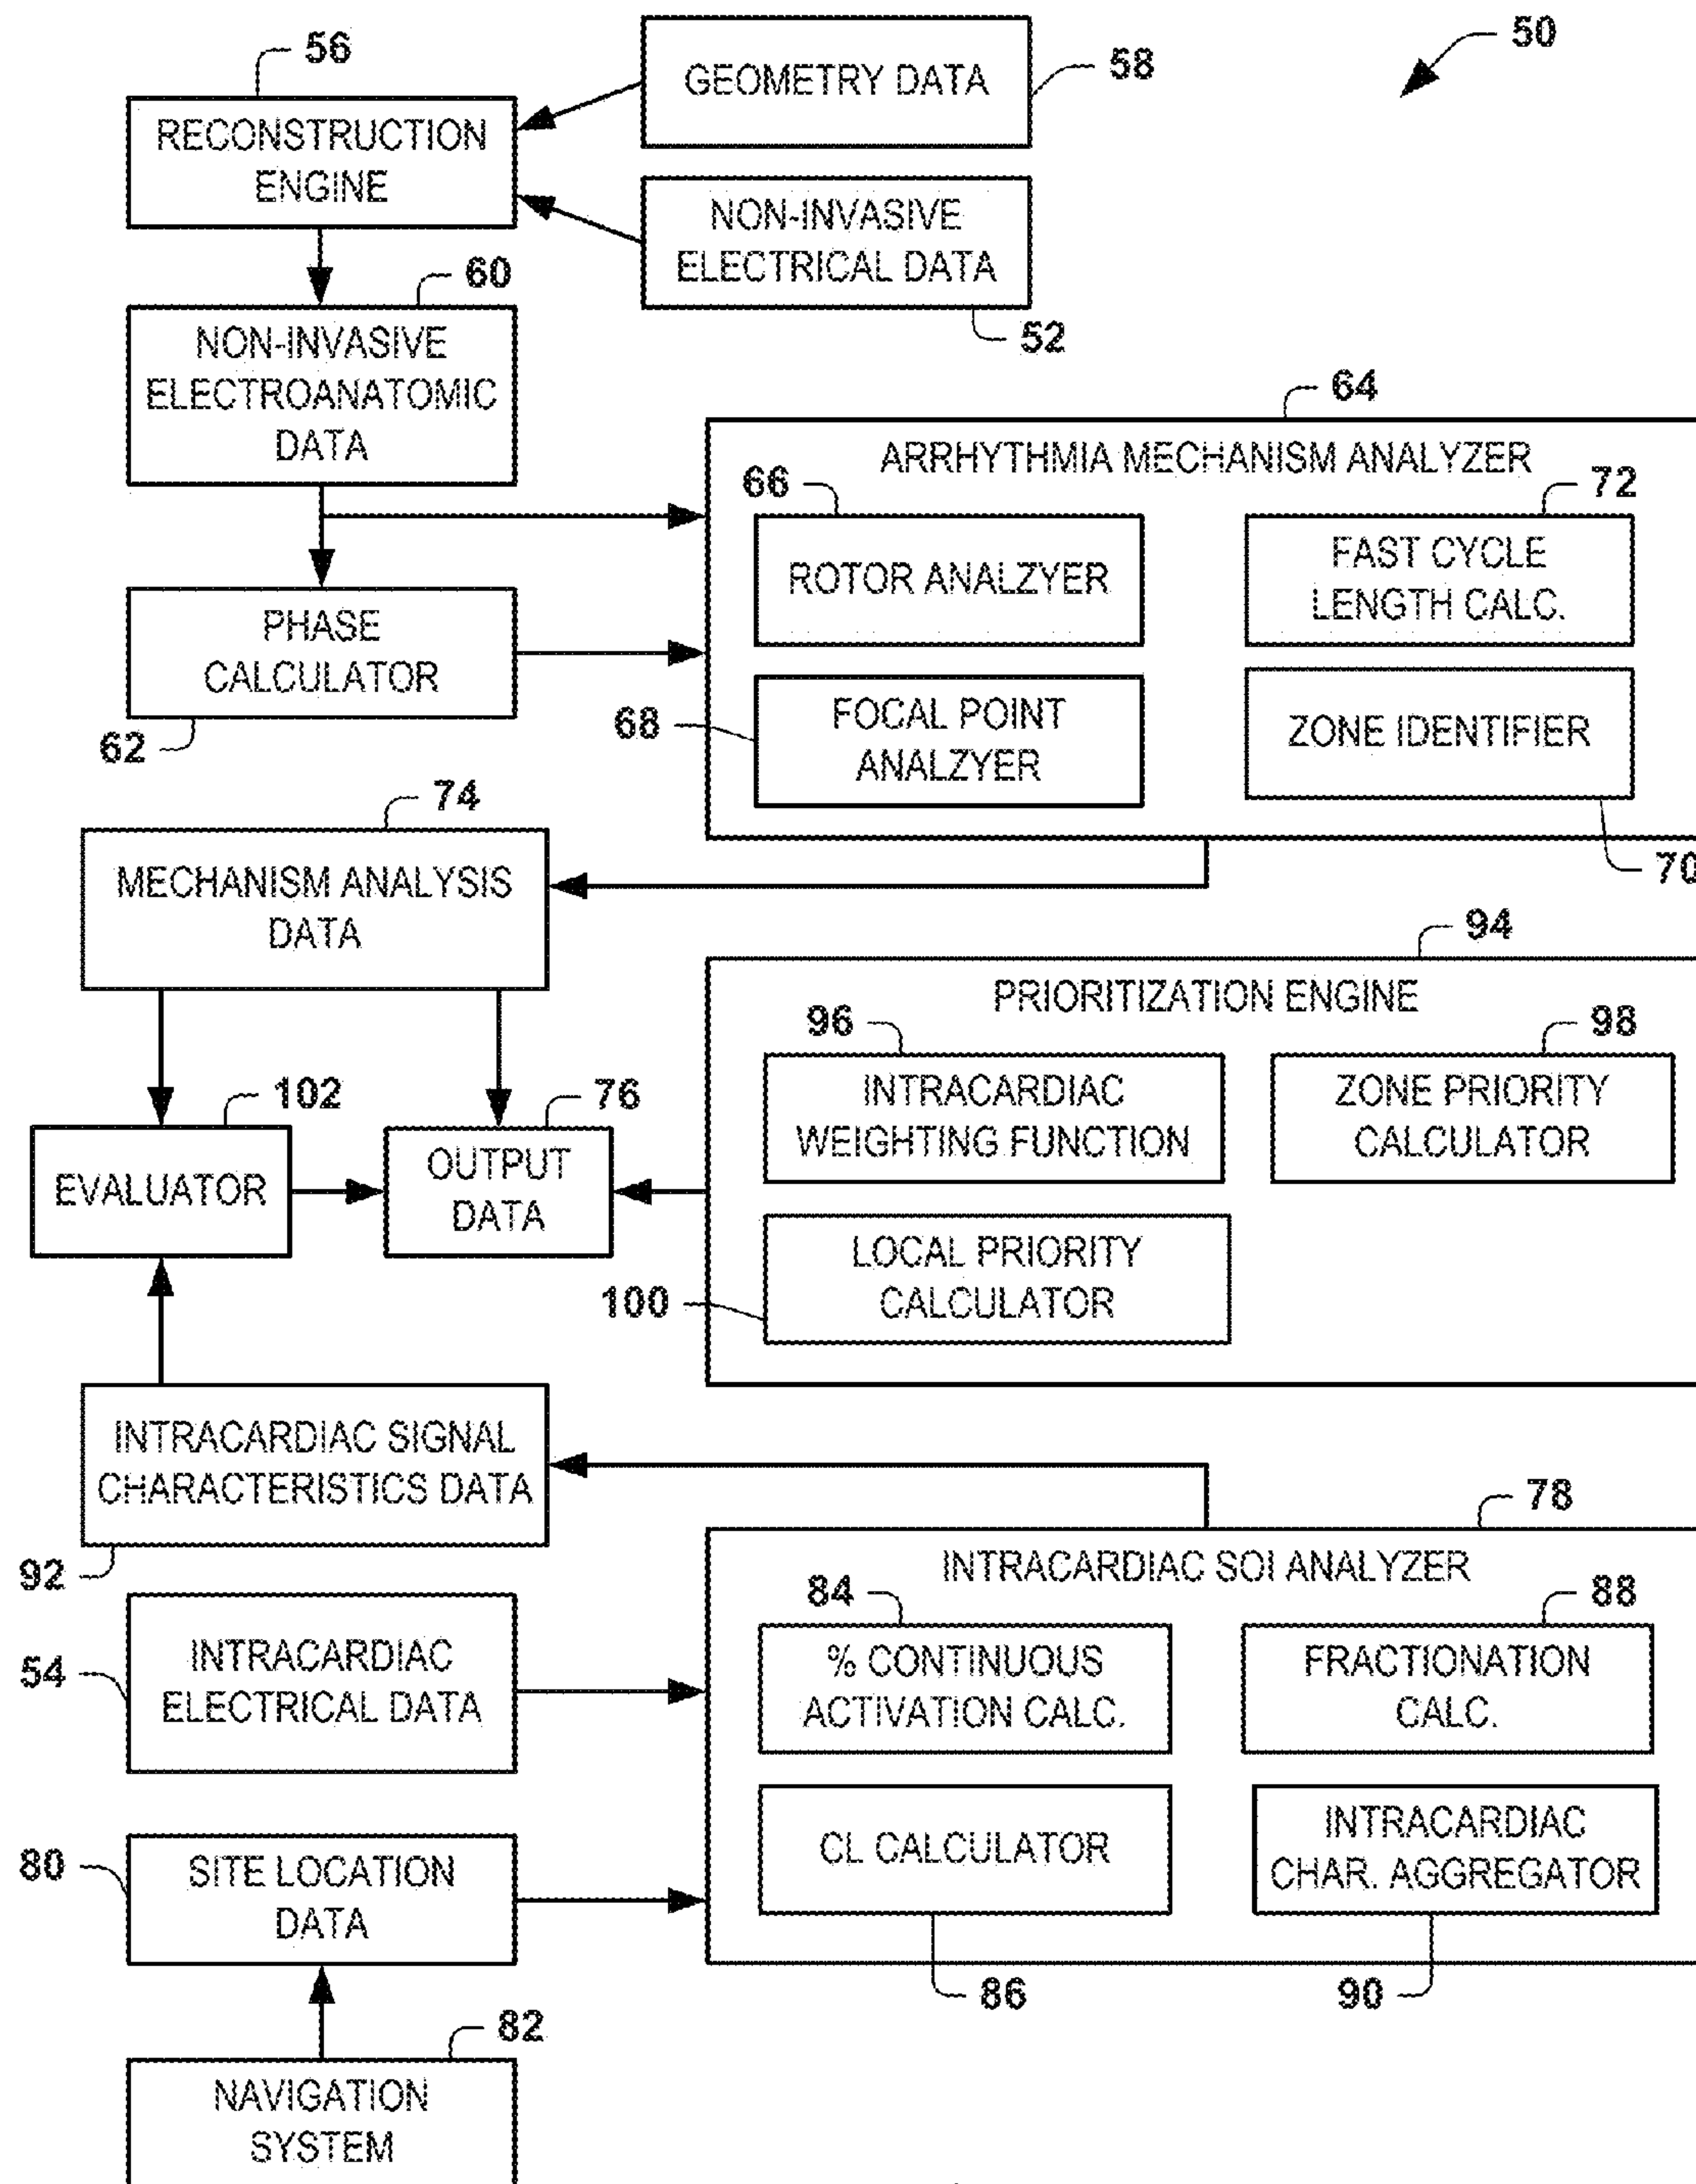 50
56
GEOMETRY DATA
58
RECONSTRUCTION
ENGINE
NON-INVASIVE
ELECTRICAL DATA
52
60
NON-INVASIVE
ELECTROANATOMIC
DATA
64
ARRHYTHMIA MECHANISM ANALYZER
66
72
ROTOR ANALZYER
FAST CYCLE
LENGTH CALC.
PHASE
CALCULATOR
62
68
FOCAL POINT
ANALZYER
ZONE IDENTIFIER
70
74
MECHANISM ANALYSIS
DATA
94
PRIORITIZATION ENGINE
96
98
INTRACARDIAC
WEIGHTING FUNCTION
ZONE PRIORITY
CALCULATOR
102
76
EVALUATOR
OUTPUT
DATA
LOCAL PRIORITY
CALCULATOR
100
INTRACARDIAC SIGNAL
CHARACTERISTICS DATA
92
78
INTRACARDIAC SOI ANALYZER
84
88
INTRACARDIAC
ELECTRICAL DATA
54
% CONTINUOUS
ACTIVATION CALC.
FRACTIONATION
CALC.
80
SITE LOCATION
DATA
CL CALCULATOR
INTRACARDIAC
CHAR. AGGREGATOR
86
90
82
NAVIGATION
SYSTEM